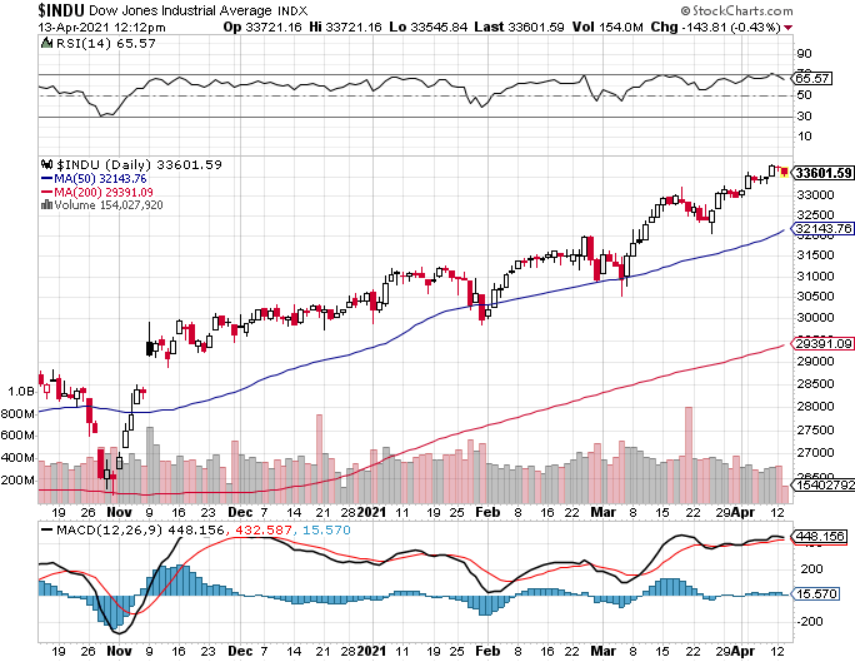 $INDU Dow Jones Industrial Average INDX © StockCharts.com
13-Apr-2021 12:12pm Op 33721.16 Hi 33721.16 Lo 33545.84 Last 33601.59 Vol 154.0M Chg -143.81 (-0.43%)
RSI(14) 65.57
90
65.57
50
30
10
$INDU (Daily) 33601.59
MA(50) 32143.76
MA(200) 29391.09
Volume 154,027,920
33601.59
33000
32500
32143.76
32000
31500
31000
30500
30000
29391.09
29000
28500
28000
27500
27000
26500
15402792
1.0B
800M
600M
400M
200M
19 26 Nov 9 16 23 Dec 7 14 21 28 2021 11 19 25 Feb 8 16 22 Mar 8 15 22 29 Apr 12
MACD(12,26,9) 448.156, 432.587, 15.570
448.156
200
15.570
-200
19 26 Nov 9 16 23 Dec 7 14 21 28 2021 11 19 25 Feb 8 16 22 Mar 8 15 22 29 Apr 12